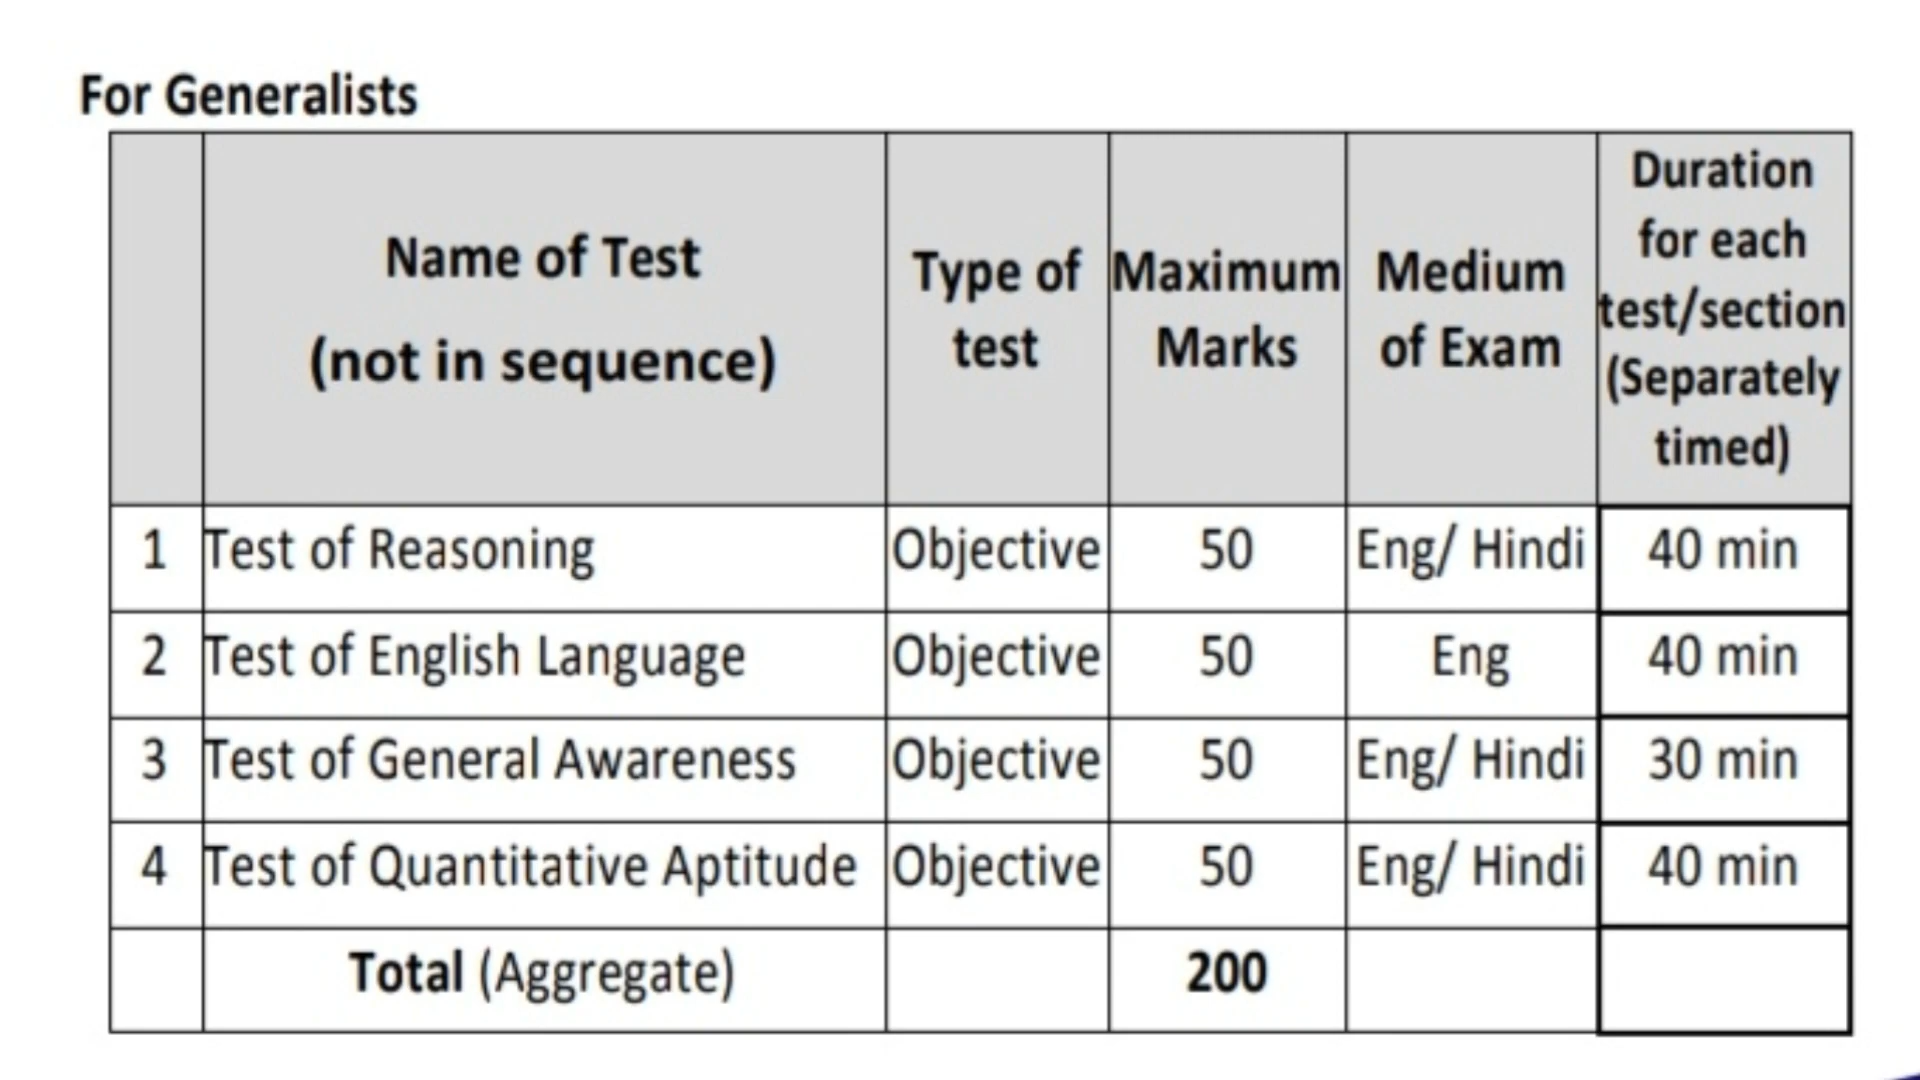 For Generalists
Name of Test
(not in sequence)
Type of
test
Maximum
Marks
Medium
of Exam
Duration
for each
test/section
(Separately
timed)
1 Test of Reasoning Objective 50 Eng/ Hindi 40 min
2 Test of English Language Objective 50 Eng 40 min
3 Test of General Awareness Objective 50 Eng/ Hindi 30 min
4 Test of Quantitative Aptitude Objective 50 Eng/ Hindi 40 min
Total (Aggregate) 200